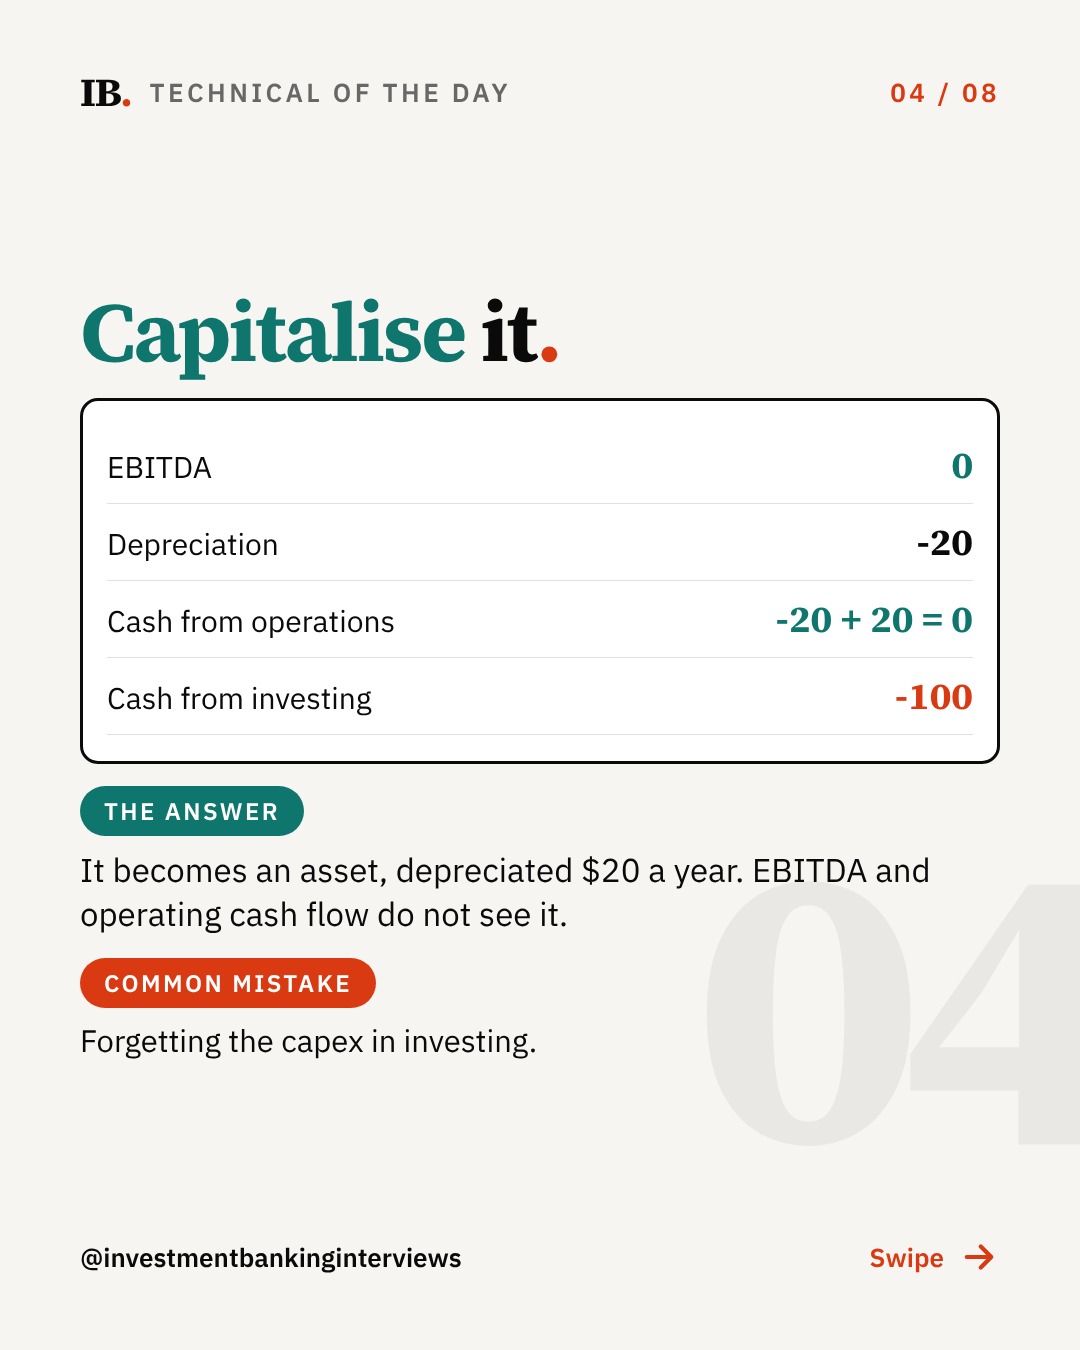 IB. TECHNICAL OF THE DAY 04 / 08
Capitalise it.
EBITDA 0
Depreciation -20
Cash from operations -20 + 20 = 0
Cash from investing -100
THE ANSWER
It becomes an asset, depreciated $20 a year. EBITDA and
operating cash flow do not see it.
COMMON MISTAKE
Forgetting the capex in investing.
04
@investmentbankinginterviews Swipe →